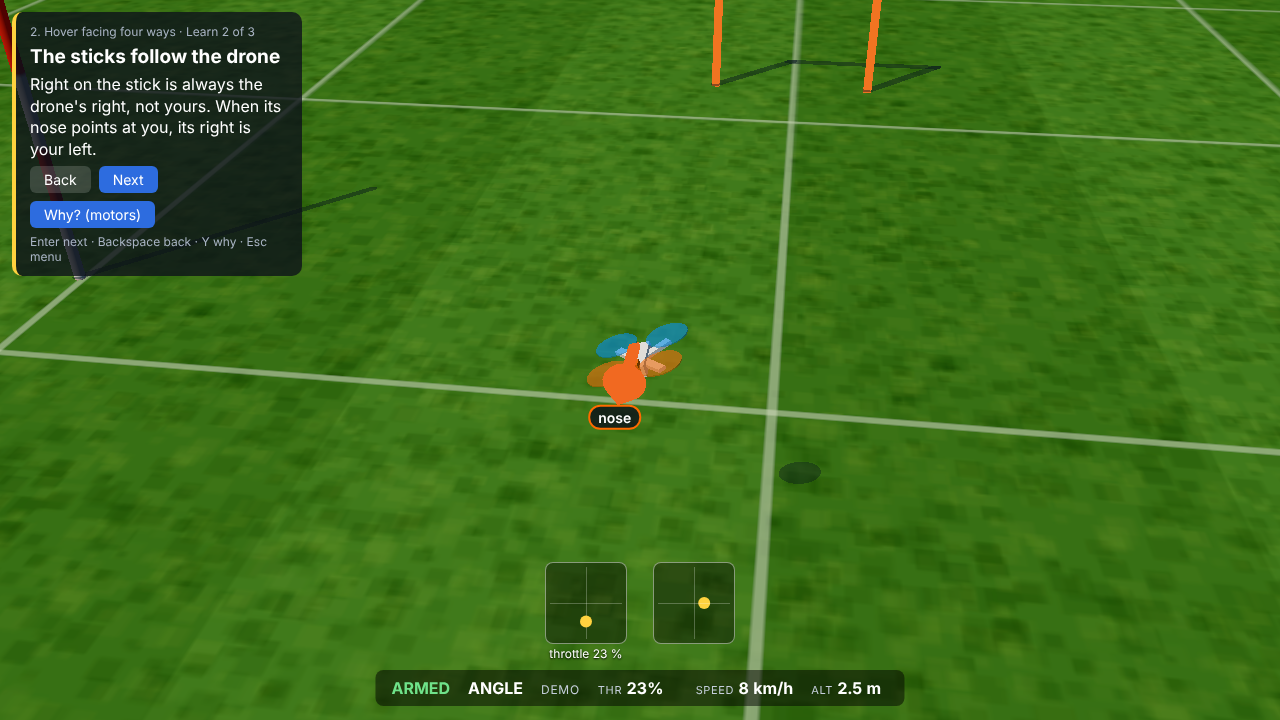 2. Hover facing four ways · Learn 2 of 3
The sticks follow the drone
Right on the stick is always the
drone's right, not yours. When its
nose points at you, its right is
your left.
Back Next
Why? (motors)
Enter next · Backspace back · Y why · Esc
menu
nose
throttle 23 %
ARMED ANGLE DEMO THR 23% SPEED 8 km/h ALT 2.5 m